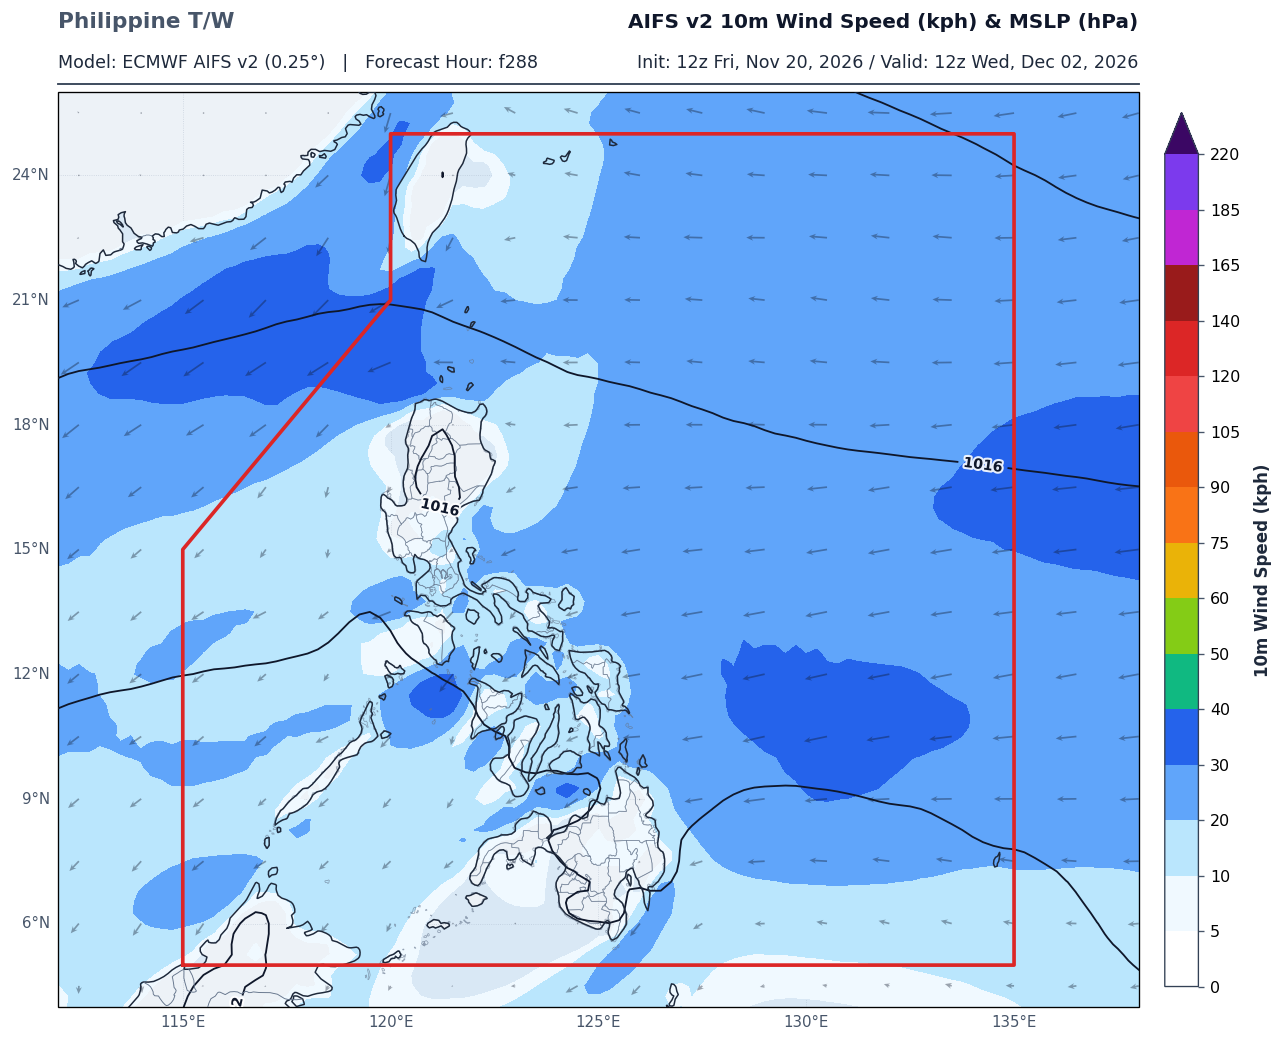 Philippine T/W
AIFS v2 10m Wind Speed (kph) & MSLP (hPa)
Model: ECMWF AIFS v2 (0.25°) | Forecast Hour: f288
Init: 12z Fri, Nov 20, 2026 / Valid: 12z Wed, Dec 02, 2026
24°N
21°N
18°N
15°N
12°N
9°N
6°N
115°E
120°E
125°E
130°E
135°E
1016
1016
2
220
185
165
140
120
105
90
75
60
50
40
30
20
10
5
0
10m Wind Speed (kph)